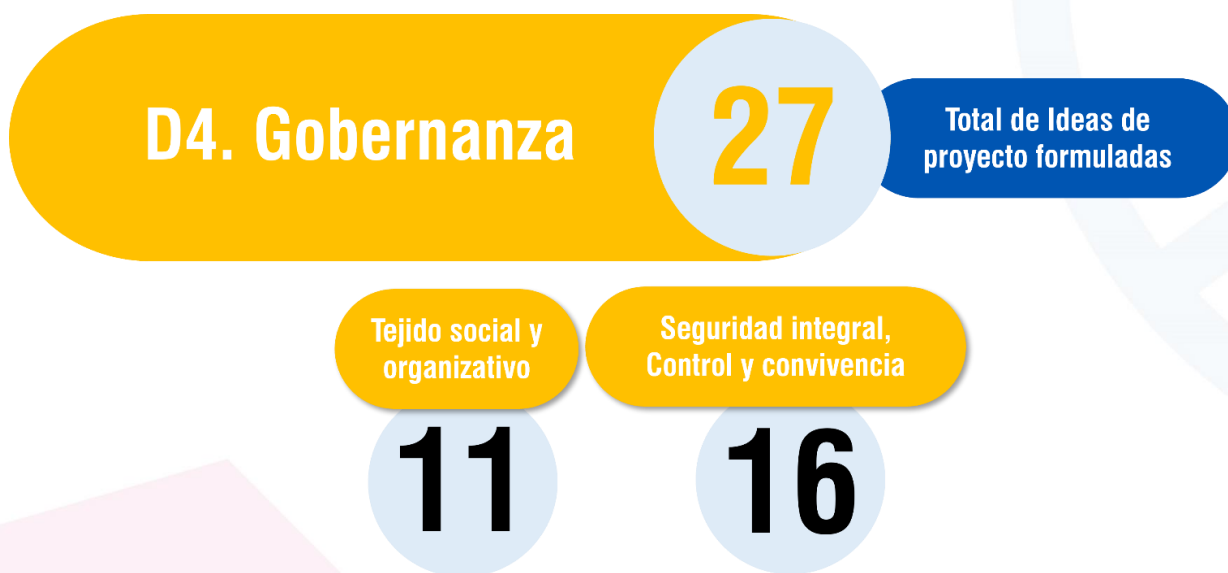 D4. Gobernanza
27
Total de Ideas de
proyecto formuladas
Tejido social y
organizativo
11
Seguridad integral,
Control y convivencia
16